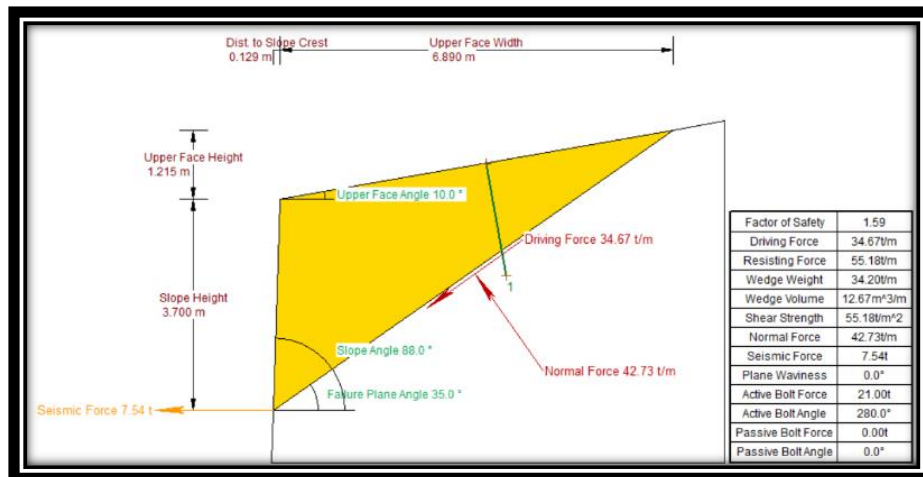 Dist. to Slope Crest
0.129 m
Upper Face Width
6.890 m
Upper Face Height
1.215 m
Upper Face Angle 10.0 °
Driving Force 34.67 t/m
1
Slope Height
3.700 m
Slope Angle 88.0 °
Normal Force 42.73 t/m
Failure Plane Angle 35.0 °
Seismic Force 7.54 t
Factor of Safety 1.59
Driving Force 34.67t/m
Resisting Force 55.18t/m
Wedge Weight 34.20t/m
Wedge Volume 12.67m^3/m
Shear Strength 55.18t/m^2
Normal Force 42.73t/m
Seismic Force 7.54t
Plane Waviness 0.0°
Active Bolt Force 21.00t
Active Bolt Angle 280.0°
Passive Bolt Force 0.00t
Passive Bolt Angle 0.0°